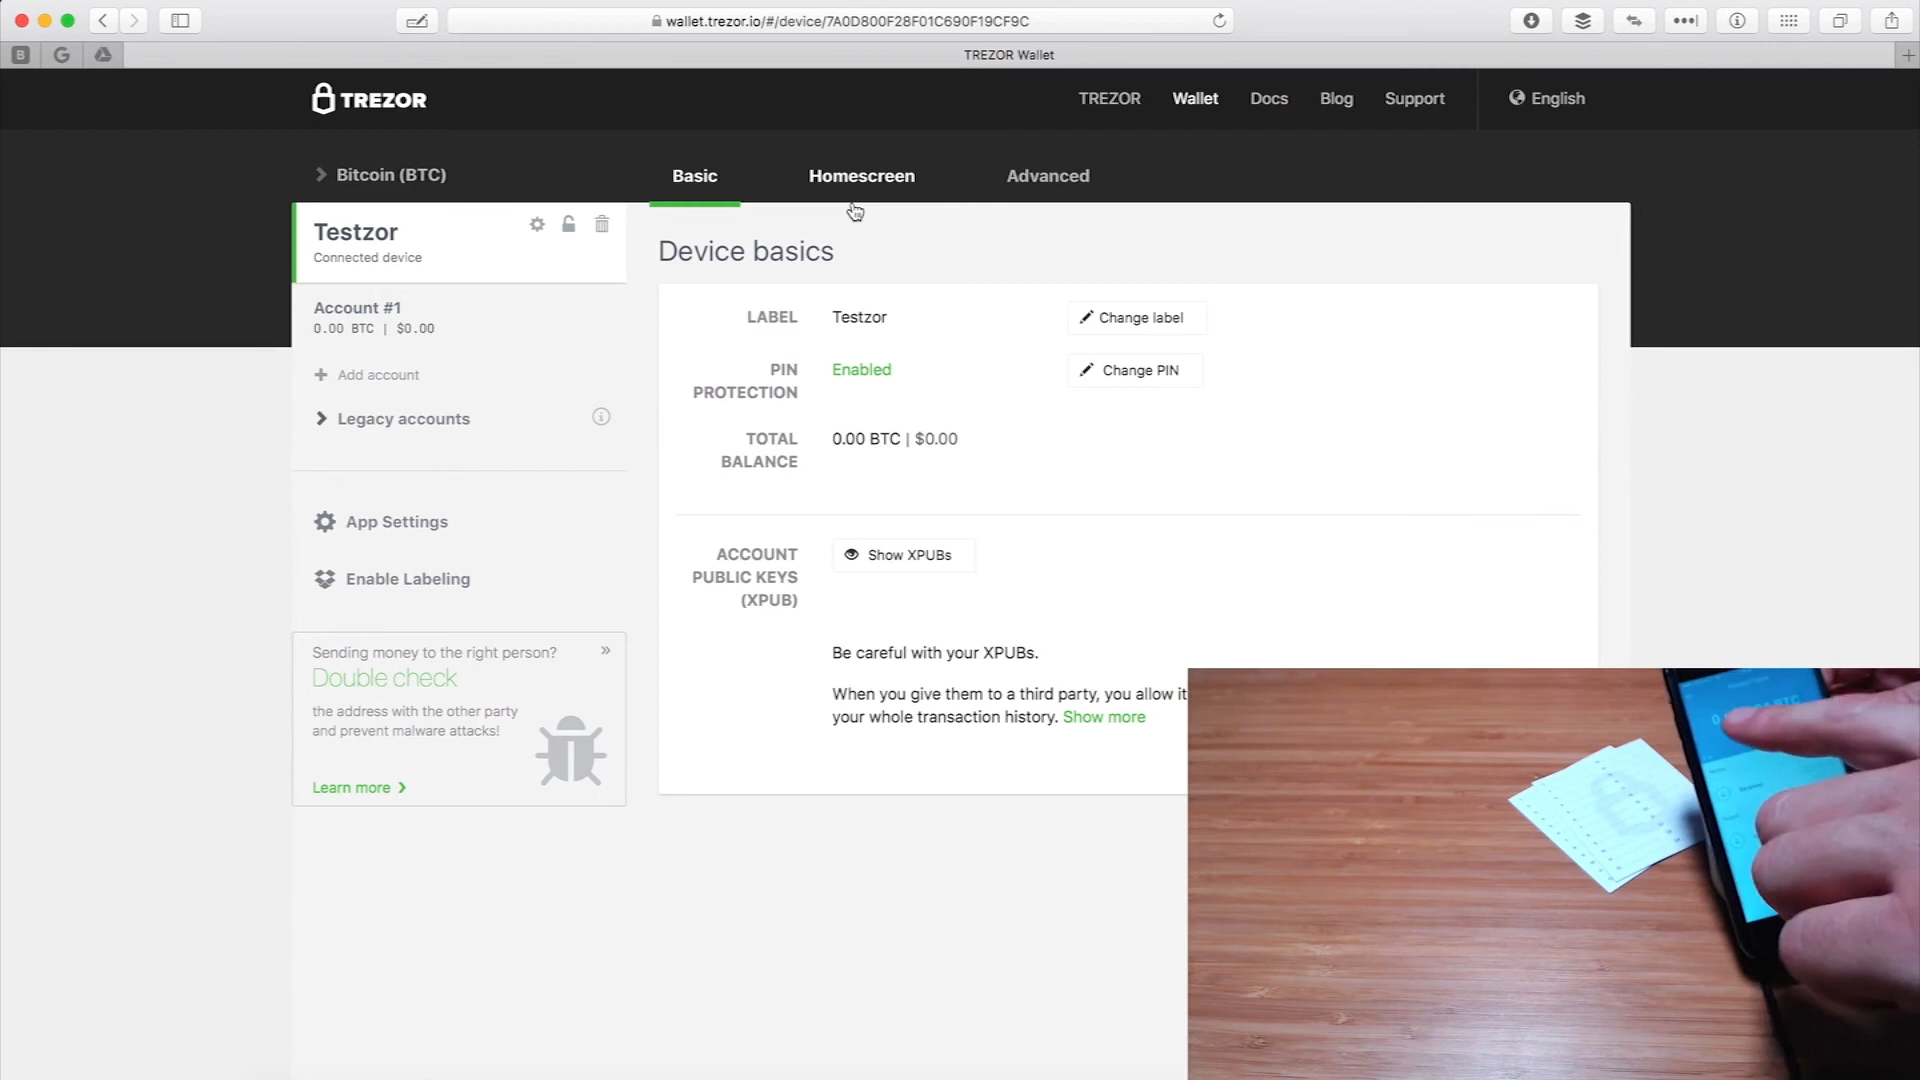 wallet.trezor.io/#/device/7A0D800F28F01C690F19CF9C
B
G
TREZOR Wallet
TREZOR
TREZOR
Wallet
Docs
Blog
Support
English
Bitcoin (BTC)
Basic
Homescreen
Advanced
Testzor
Connected device
Account #1
0.00 BTC | $0.00
Add account
Legacy accounts
App Settings
Enable Labeling
Sending money to the right person?
Double check
the address with the other party
and prevent malware attacks!
Learn more
Device basics
LABEL
Testzor
Change label
PIN
PROTECTION
Enabled
Change PIN
TOTAL
BALANCE
0.00 BTC | $0.00
ACCOUNT
PUBLIC KEYS
(XPUB)
Show XPUBs
Be careful with your XPUBs.
When you give them to a third party, you allow it
your whole transaction history. Show more